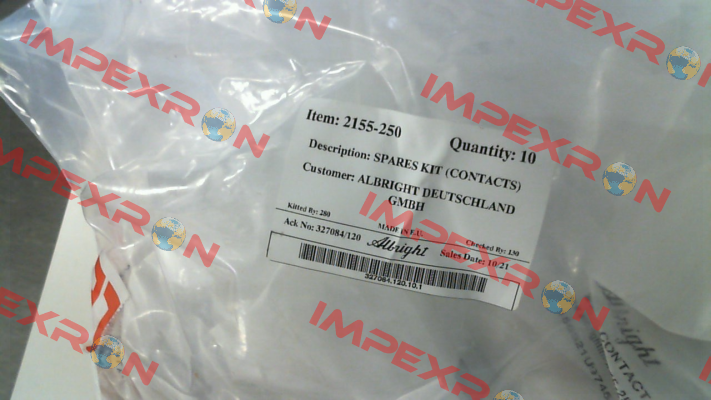 Item: 2155-250 Quantity: 10
Description: SPARES KIT (CONTACTS)
Customer: ALBRIGHT DEUTSCHLAND
GMBH
Kitted By: 280 MADE IN E.U. Checked By: 130
Ack No: 327084/120 Albright Sales Date: 10/21
327084.120.10.1
Albright
CONTACT
IMPEXRON
IMPEXRON
IMPEXRON
IMPEXRON
IMPEXRON
IMPEXRON